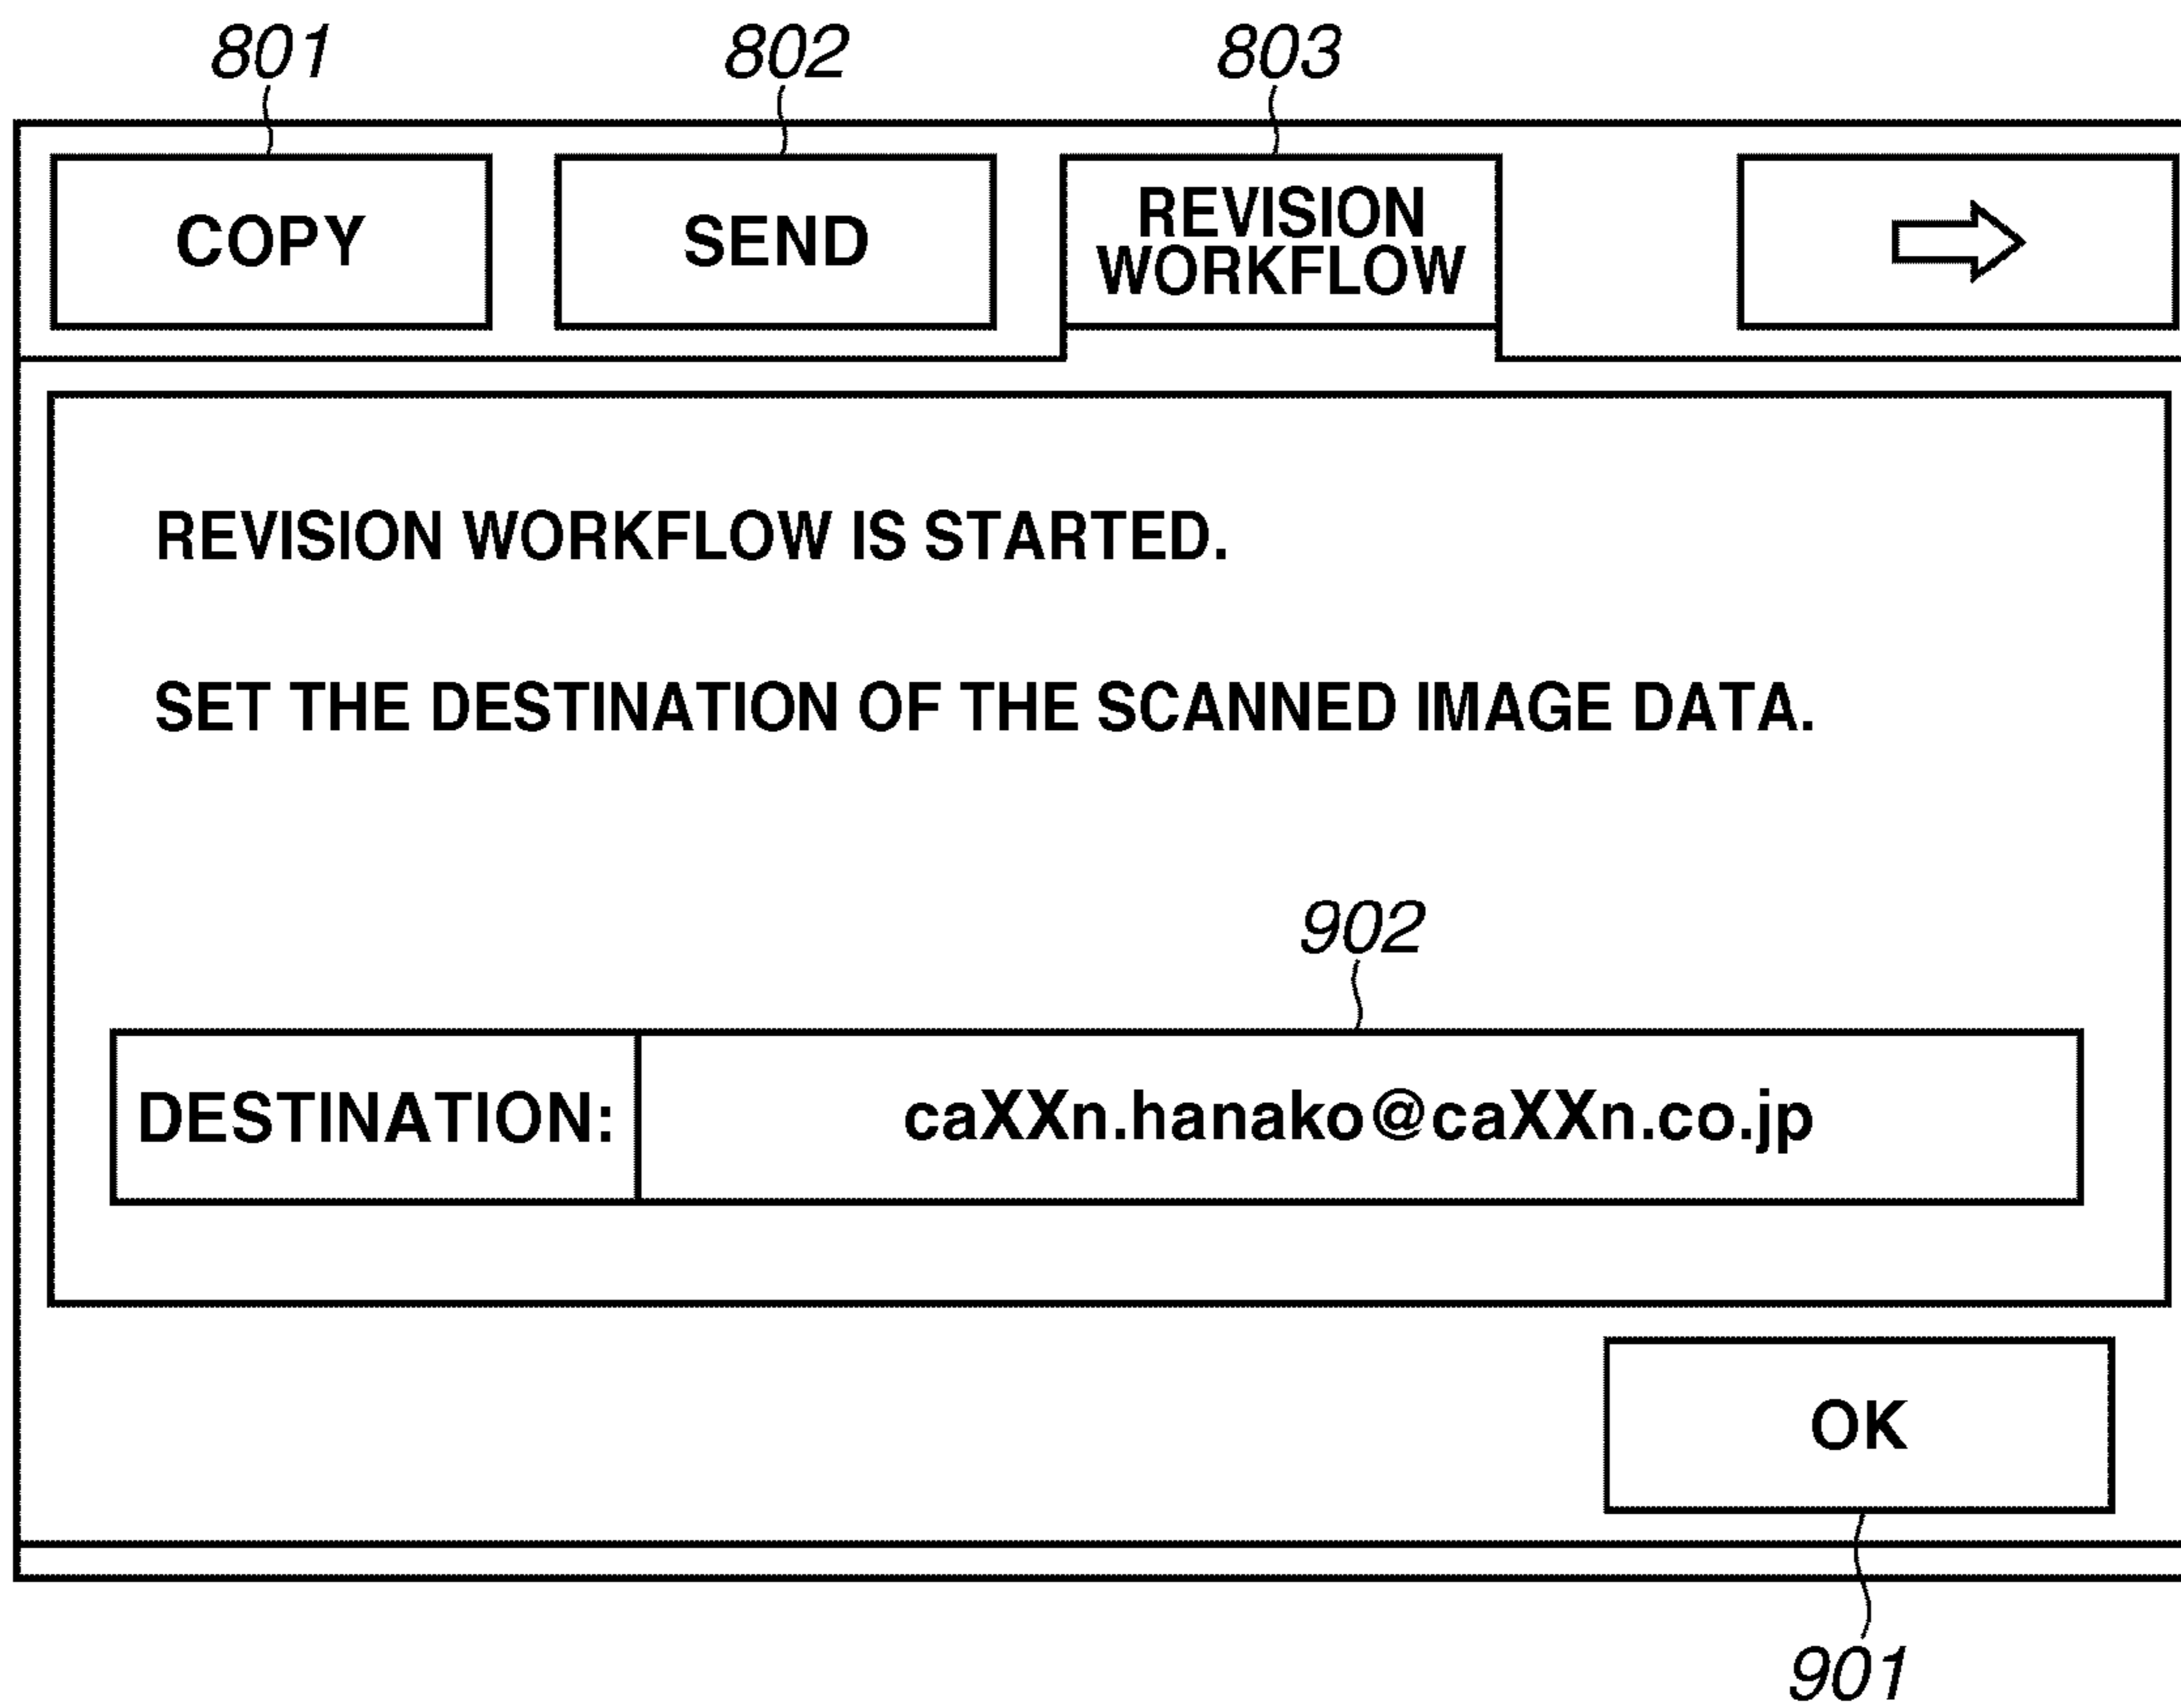 801 802 803
COPY SEND REVISION
WORKFLOW
REVISION WORKFLOW IS STARTED.
SET THE DESTINATION OF THE SCANNED IMAGE DATA.
902
DESTINATION: caXXn.hanako@caXXn.co.jp
OK
901